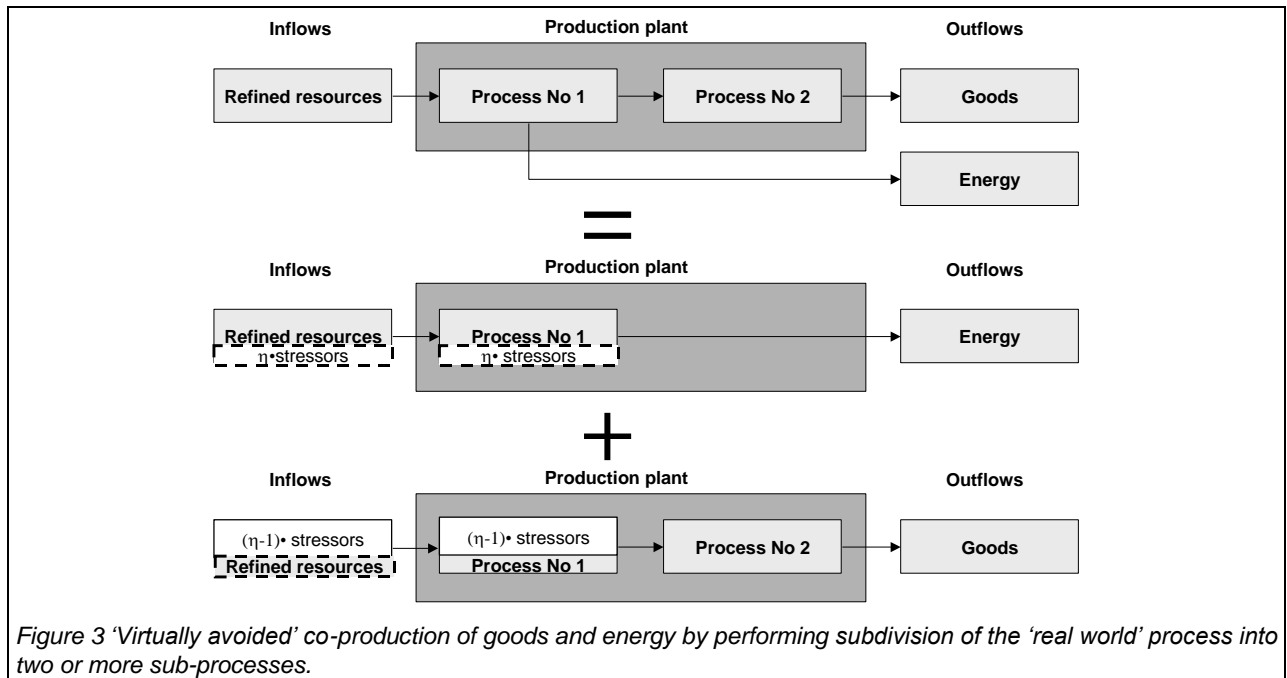 Inflows Production plant Outflows
Refined resources Process No 1 Process No 2 Goods
Energy
=
Inflows Production plant Outflows
Refined resources Process No 1 Energy
η•stressors η• stressors
+
Inflows Production plant Outflows
(η-1)• stressors (η-1)• stressors Process No 2 Goods
Refined resources Process No 1
Figure 3 ‘Virtually avoided’ co-production of goods and energy by performing subdivision of the ‘real world’ process into
two or more sub-processes.